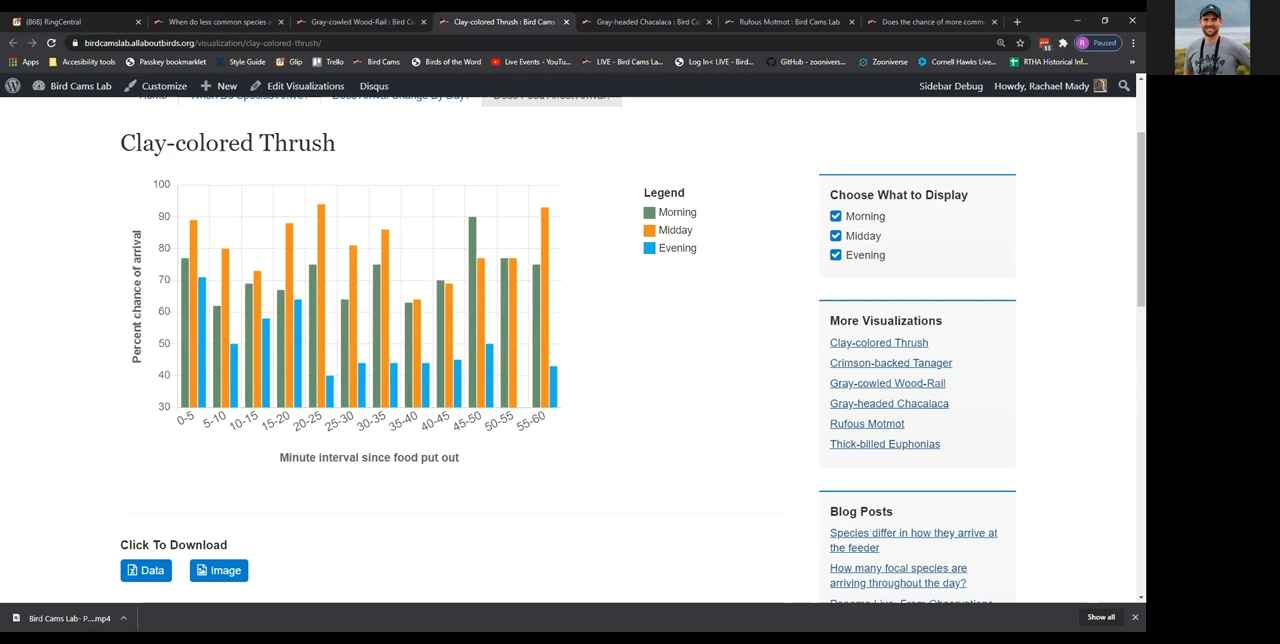 (868) RingCentral
When do less common species a
Gray-cowled Wood-Rail : Bird Ca
Clay-colored Thrush : Bird Cams
Gray-headed Chacalaca : Bird Ca
Rufous Motmot : Bird Cams Lab
Does the chance of more comm
birdcamslab.allaboutbirds.org/visualization/clay-colored-thrush/
Paused
Apps
Accesibility tools
Passkey bookmarklet
Style Guide
Glip
Trello
Bird Cams
Birds of the Word
Live Events - YouTu...
LIVE - Bird Cams La...
Log In< LIVE - Bird...
GitHub - zoonivers...
Zooniverse
Cornell Hawks Live...
RTHA Historical Inf...
»
Bird Cams Lab
Customize
New
Edit Visualizations
Disqus
Sidebar Debug
Howdy, Rachael Mady
Clay-colored Thrush
100
90
80
70
60
50
40
30
Percent chance of arrival
0-5
5-10
10-15
15-20
20-25
25-30
30-35
35-40
40-45
45-50
50-55
55-60
Minute interval since food put out
Legend
Morning
Midday
Evening
Choose What to Display
Morning
Midday
Evening
More Visualizations
Clay-colored Thrush
Crimson-backed Tanager
Gray-cowled Wood-Rail
Gray-headed Chacalaca
Rufous Motmot
Thick-billed Euphonias
Blog Posts
Species differ in how they arrive at
the feeder
How many focal species are
arriving throughout the day?
Click To Download
Data
Image
Bird Cams Lab- P....mp4
Show all